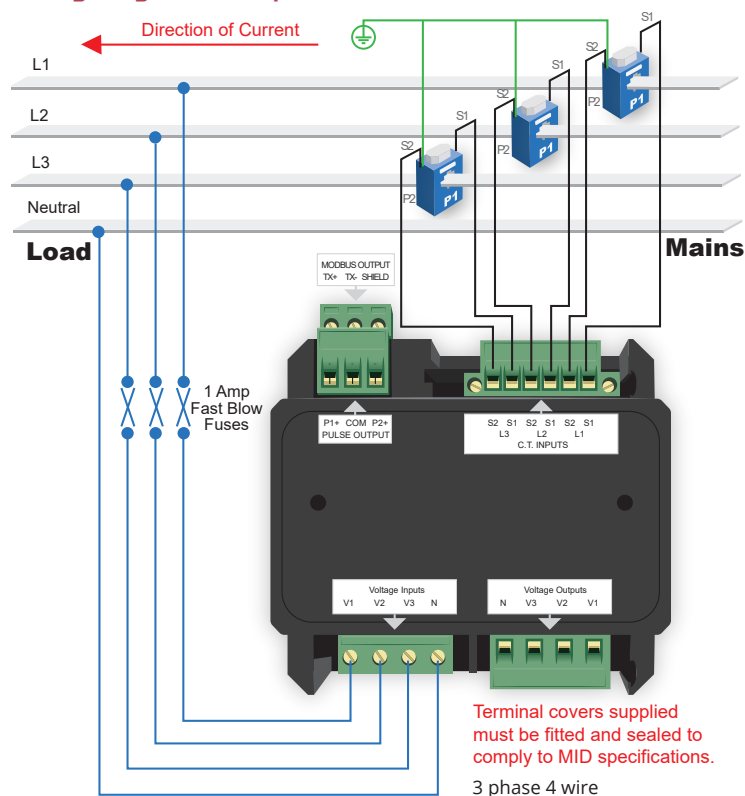 Direction of Current
L1
L2
L3
Neutral
Load
Mains
S2
S1
P2
P1
S2
S1
P2
P1
S2
S1
P2
P1
MODBUS OUTPUT
TX+ TX- SHIELD
1 Amp
Fast Blow
Fuses
P1+ COM P2+
PULSE OUTPUT
S2 S1 S2 S1 S2 S1
L3 L2 L1
C.T. INPUTS
Voltage Inputs
V1 V2 V3 N
Voltage Outputs
N V3 V2 V1
Terminal covers supplied
must be fitted and sealed to
comply to MID specifications.
3 phase 4 wire